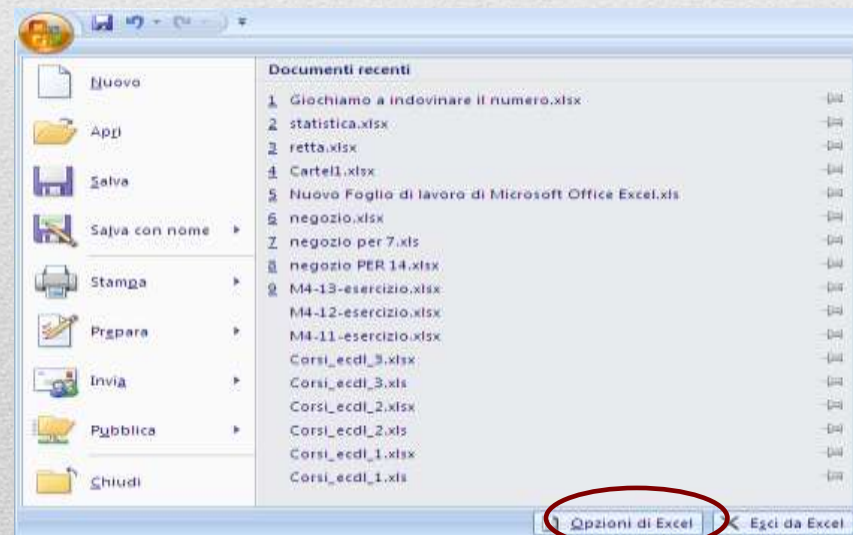 Nuovo
Apri
Salva
Salva con nome
Stampa
Prepara
Invia
Pubblica
Chiudi
Documenti recenti
1 Giochiamo a indovinare il numero.xlsx
2 statistica.xlsx
3 retta.xlsx
4 Cartel1.xlsx
5 Nuovo Foglio di lavoro di Microsoft Office Excel.xls
6 negozio.xlsx
7 negozio per 7.xls
8 negozio PER 14.xlsx
9 M4-13-esercizio.xlsx
M4-12-esercizio.xlsx
M4-11-esercizio.xlsx
Corsi_ecdl_3.xlsx
Corsi_ecdl_3.xls
Corsi_ecdl_2.xlsx
Corsi_ecdl_2.xls
Corsi_ecdl_1.xlsx
Corsi_ecdl_1.xls
Opzioni di Excel
Esci da Excel